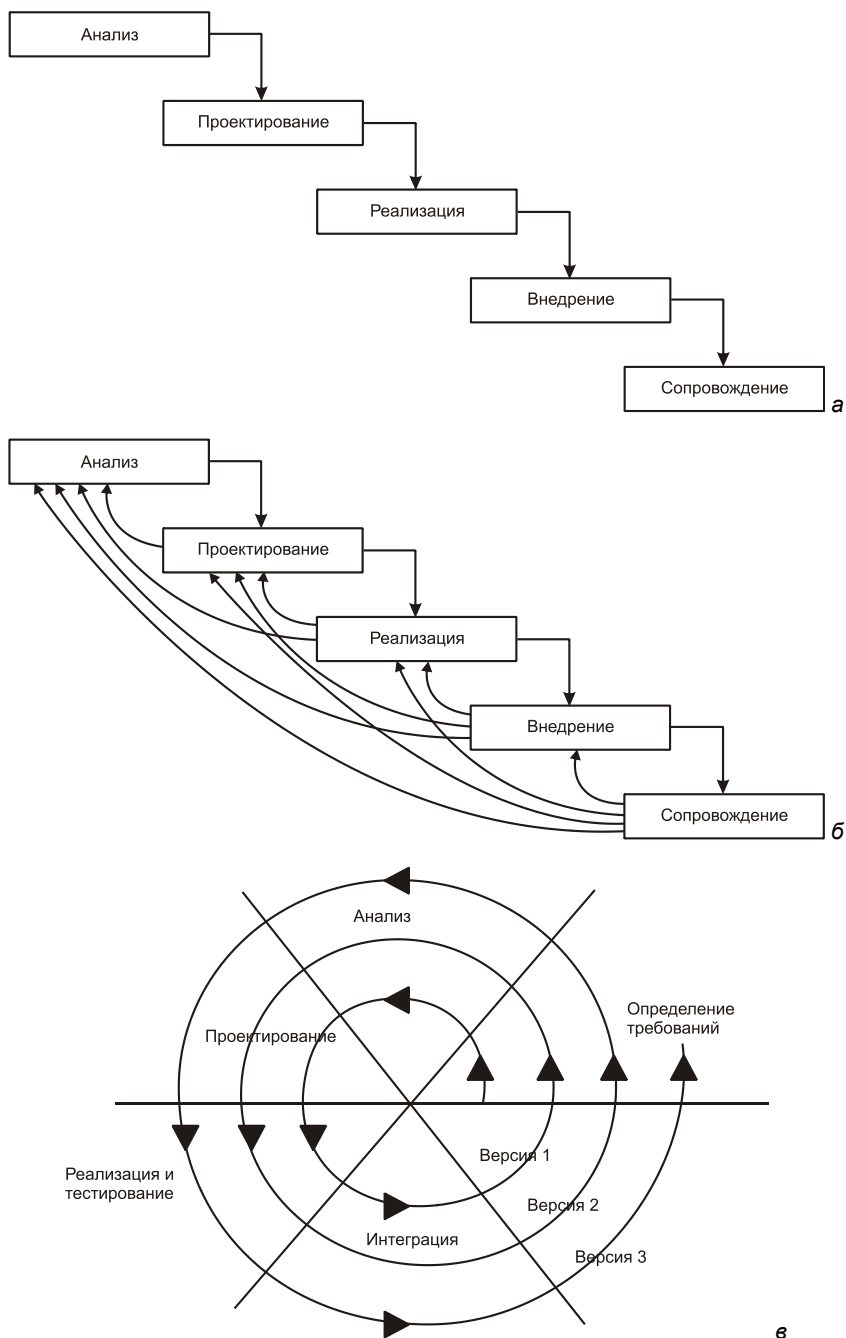 Анализ
Проектирование
Реализация
Внедрение
Сопровождение
а
Анализ
Проектирование
Реализация
Внедрение
Сопровождение
б
Анализ
Определение
требований
Проектирование
Версия 1
Реализация и
тестирование
Версия 2
Интеграция
Версия 3
в